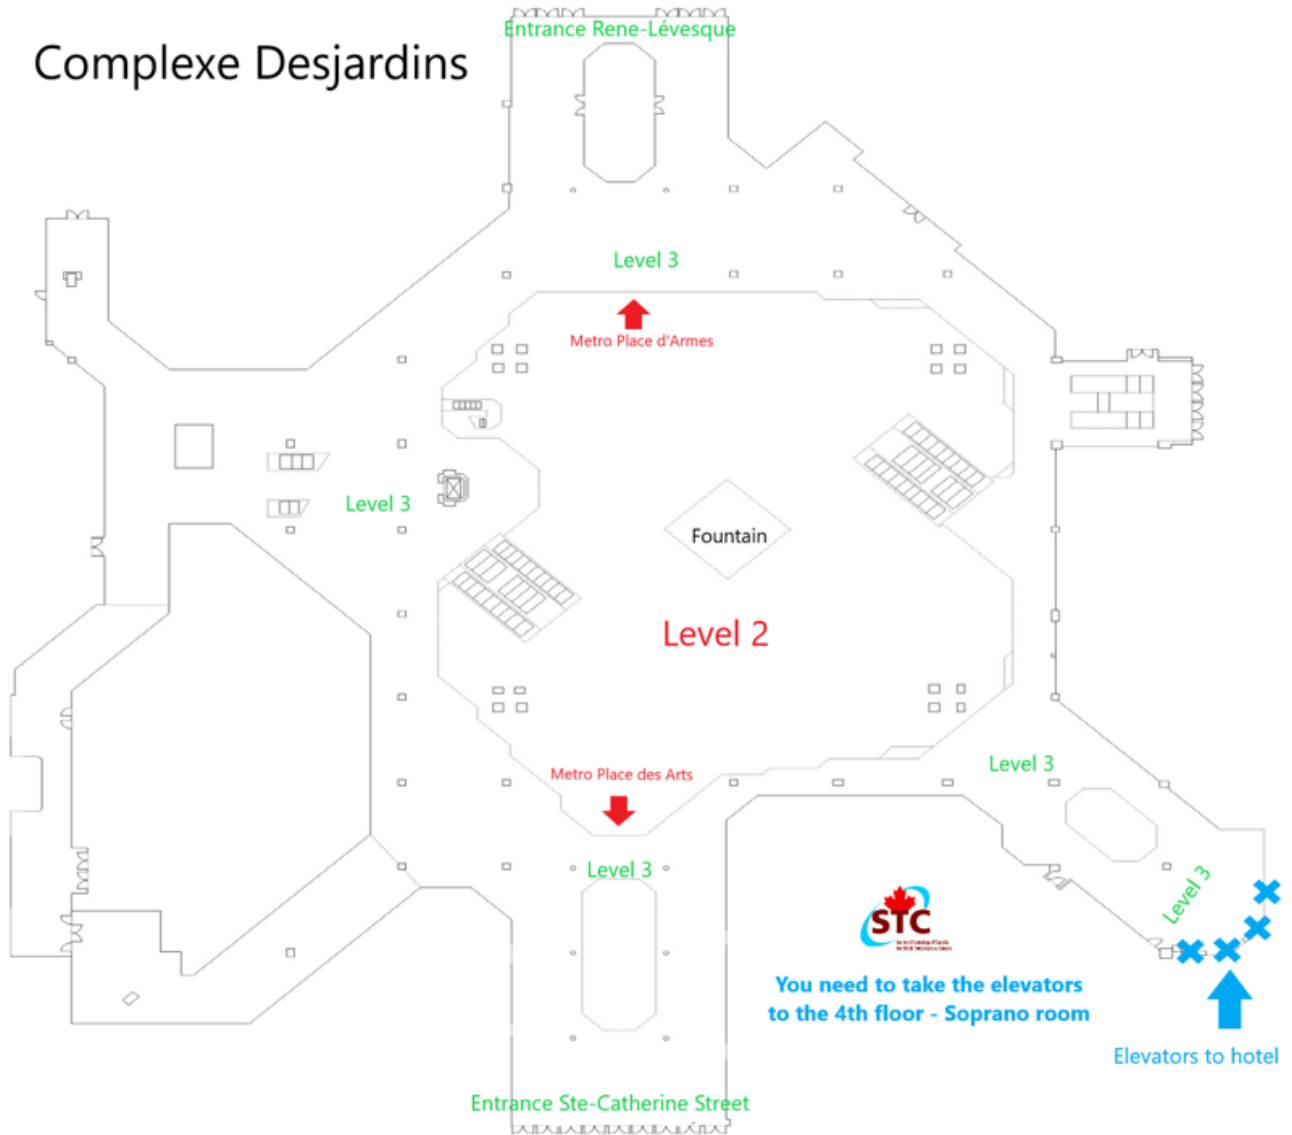 Entrance Rene-Lévesque
Complexe Desjardins
Level 3
Metro Place d'Armes
Level 3
Fountain
Level 2
Level 3
Metro Place des Arts
Level 3
Level 3
STC
You need to take the elevators
to the 4th floor - Soprano room
Elevators to hotel
Entrance Ste-Catherine Street